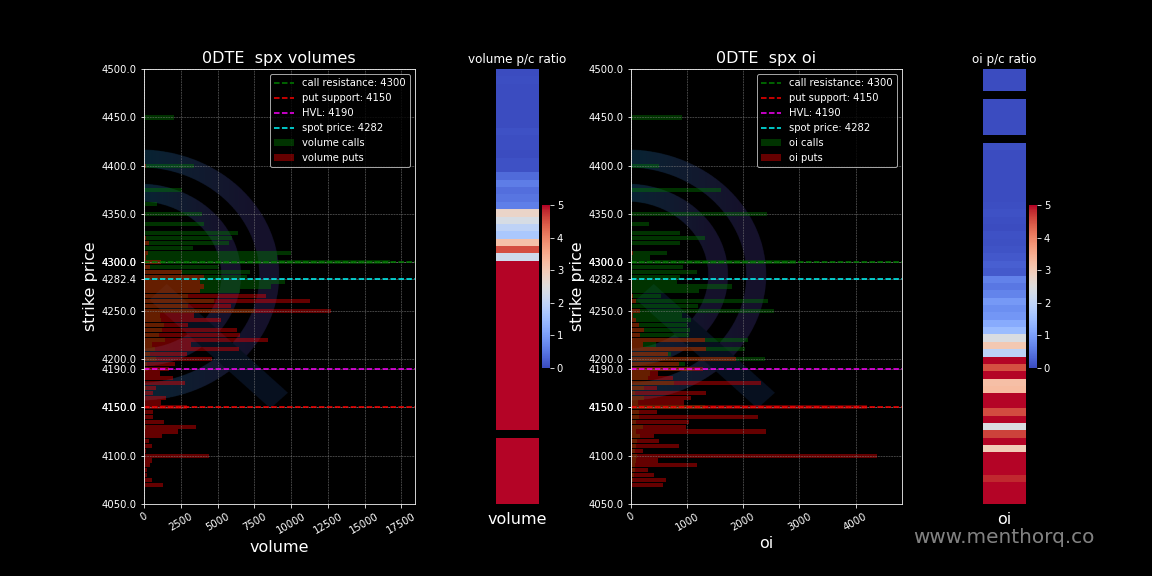 0DTE  spx volumes
volume p/c ratio
0DTE  spx oi
oi p/c ratio
4500.0
4450.0
4400.0
4350.0
4300.0
4282.4
4250.0
4200.0
4190.0
4150.0
4100.0
4050.0
strike price
call resistance: 4300
put support: 4150
HVL: 4190
spot price: 4282
volume calls
volume puts
0
2500
5000
7500
10000
12500
15000
17500
volume
5
4
3
2
1
0
volume
4500.0
4450.0
4400.0
4350.0
4300.0
4282.4
4250.0
4200.0
4190.0
4150.0
4100.0
4050.0
strike price
call resistance: 4300
put support: 4150
HVL: 4190
spot price: 4282
oi calls
oi puts
0
1000
2000
3000
4000
oi
5
4
3
2
1
0
oi
www.menthorq.co